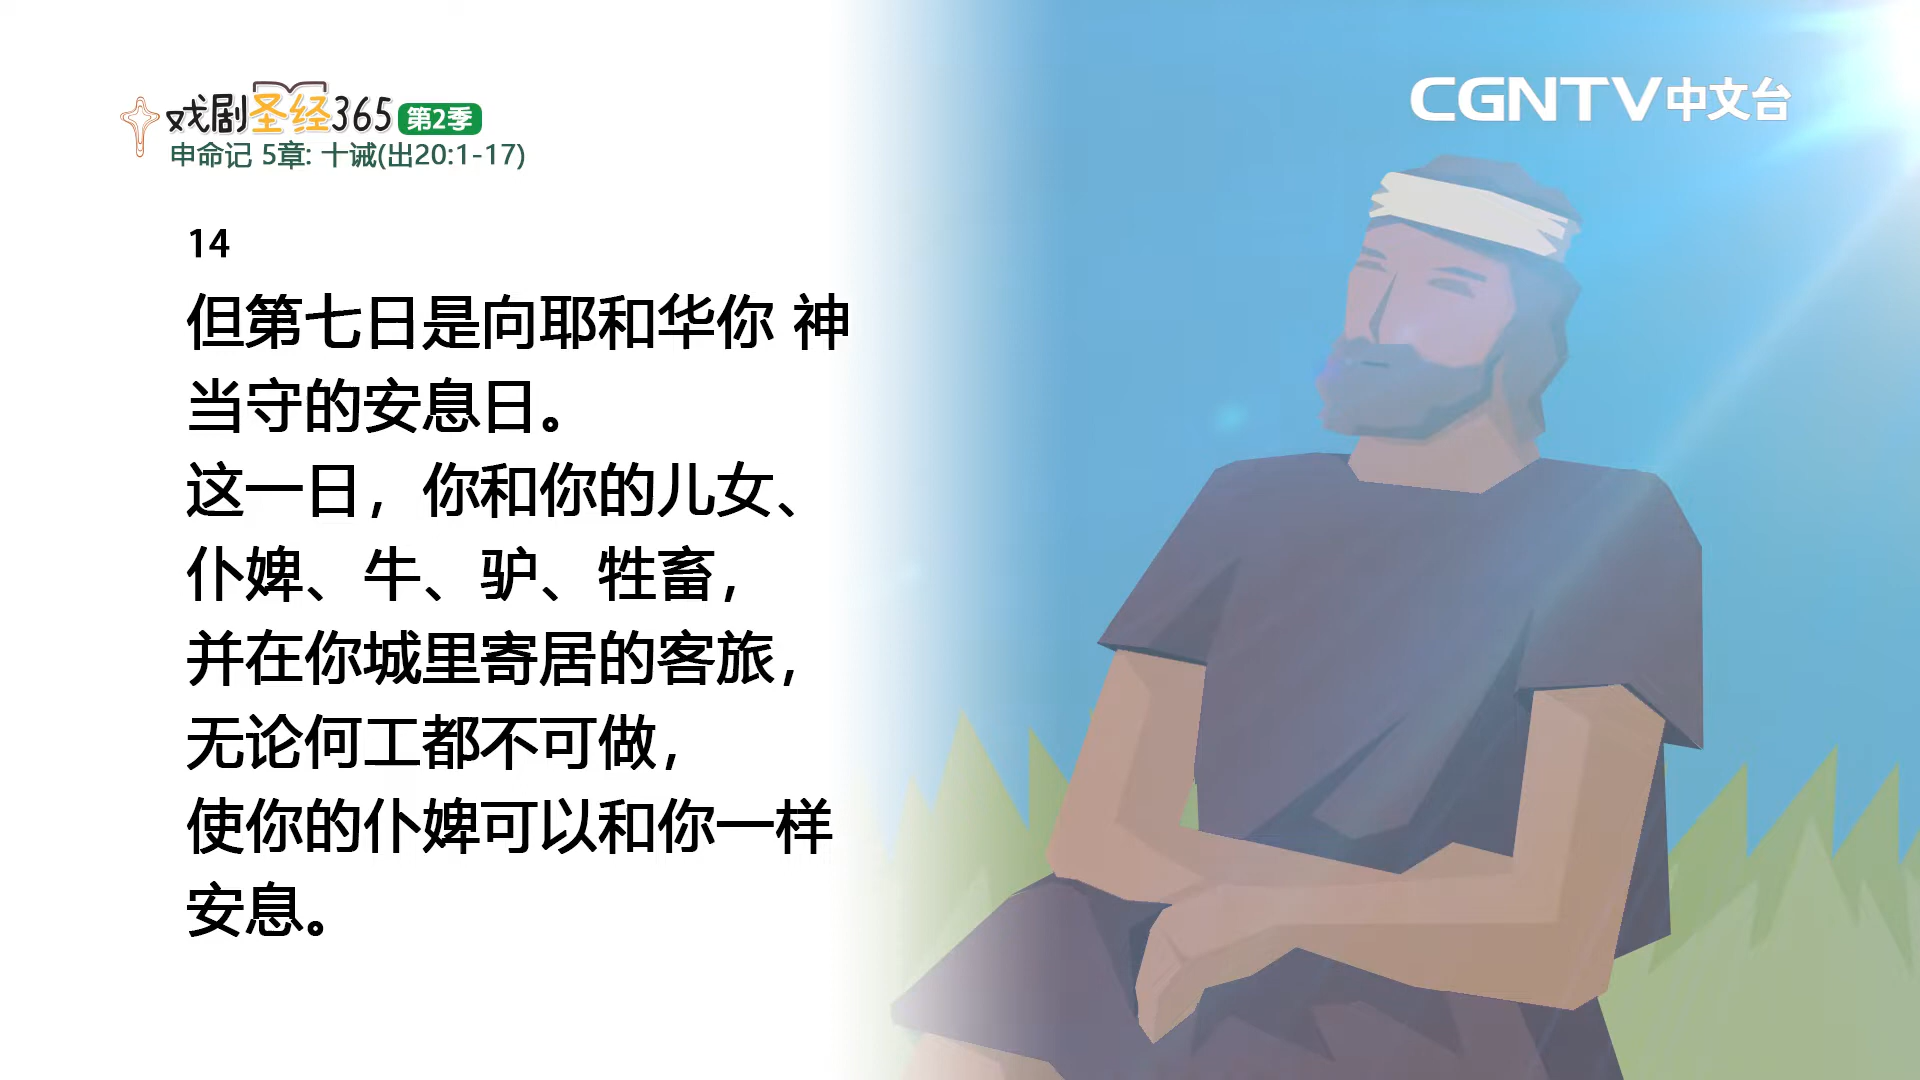 戏剧圣经365 第2季
CGNTV中文台
申命记 5章: 十诫(出20:1-17)
14
但第七日是向耶和华你 神
当守的安息日。
这一日，你和你的儿女、
仆婢、牛、驴、牲畜，
并在你城里寄居的客旅，
无论何工都不可做，
使你的仆婢可以和你一样
安息。